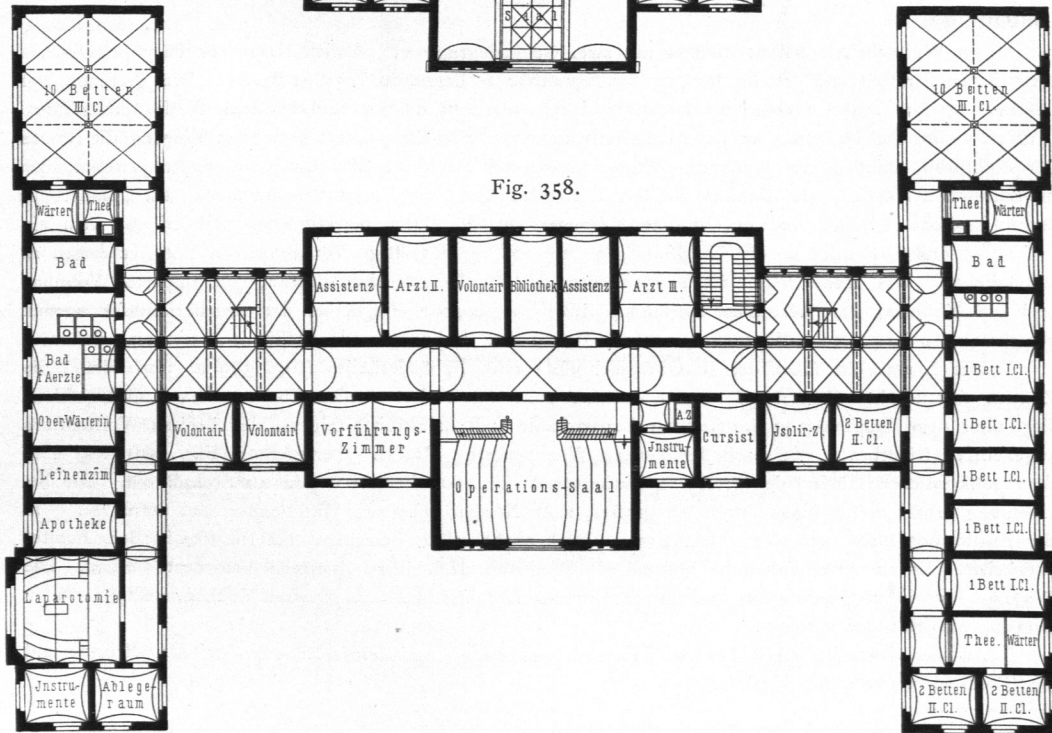 Saal
10 Betten
III. Cl.
10 Betten
III. Cl.
Fig. 358.
Wärter
Thee
Thee
Wärter
Bad
Bad
Assistenz
Arzt II.
Volontair
Bibliothek
Assistenz
Arzt III.
Bad
f Aerzte
1 Bett I.Cl.
Ober-Wärterin
Volontair
Volontair
Vorführungs-
Zimmer
A.Z
Jnstru-
mente
Cursist
Jsolir-Z.
2 Betten
II. Cl.
1 Bett I.Cl.
Leihenzim
Operations-Saal
1 Bett I.Cl.
Apotheke
1 Bett I.Cl.
Laparotomie
1 Bett I.Cl.
Thee.
Wärter
Jnstru-
mente
Ablege-
raum
2 Betten
II. Cl.
2 Betten
II. Cl.